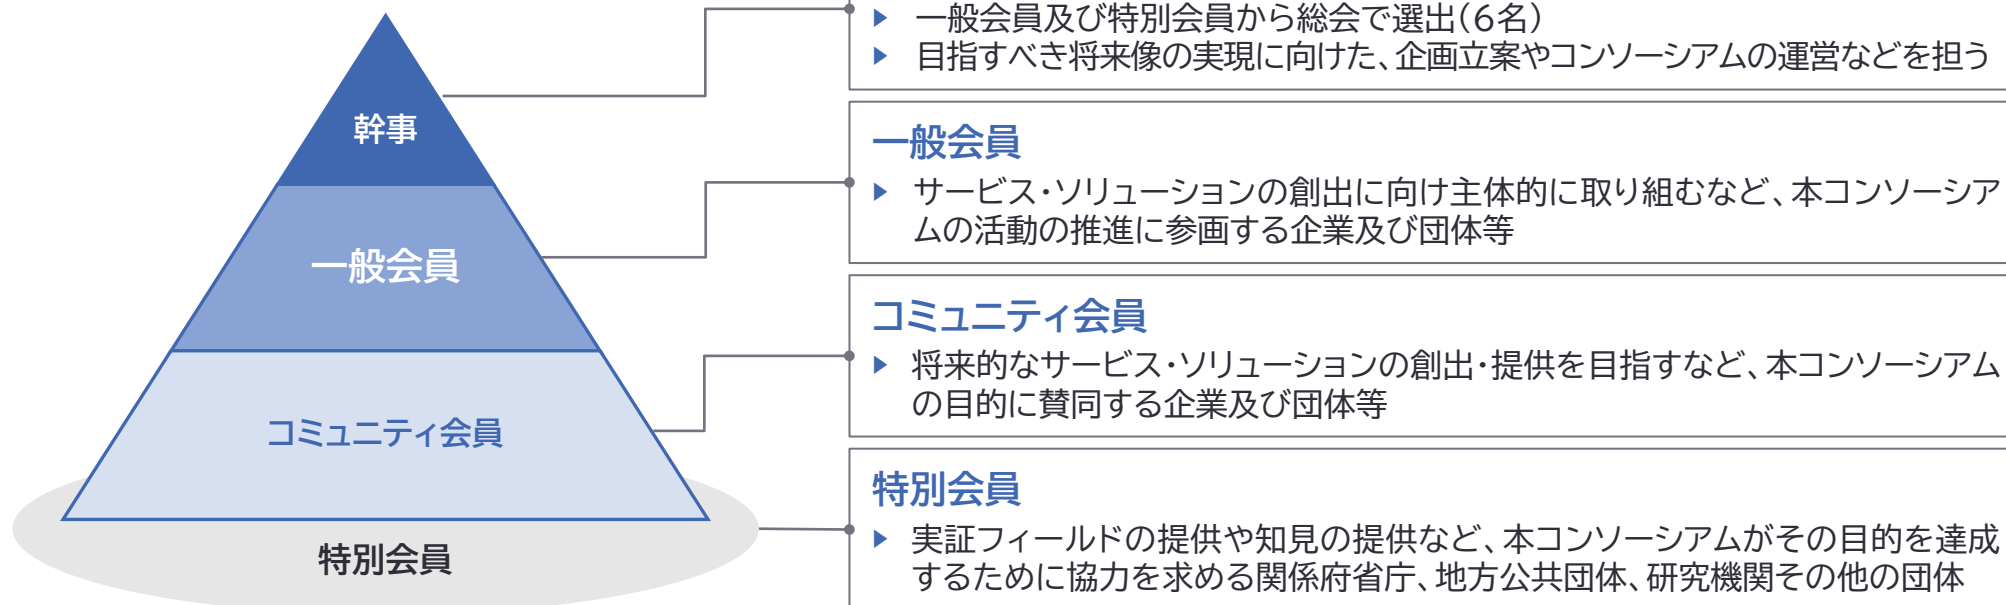 幹事
一般会員
コミュニティ会員
特別会員
▶ 一般会員及び特別会員から総会で選出(6名)
▶ 目指すべき将来像の実現に向けた、企画立案やコンソーシアムの運営などを担う
一般会員
▶ サービス・ソリューションの創出に向け主体的に取り組むなど、本コンソーシア
ムの活動の推進に参画する企業及び団体等
コミュニティ会員
▶ 将来的なサービス・ソリューションの創出・提供を目指すなど、本コンソーシアム
の目的に賛同する企業及び団体等
特別会員
▶ 実証フィールドの提供や知見の提供など、本コンソーシアムがその目的を達成
するために協力を求める関係府省庁、地方公共団体、研究機関その他の団体